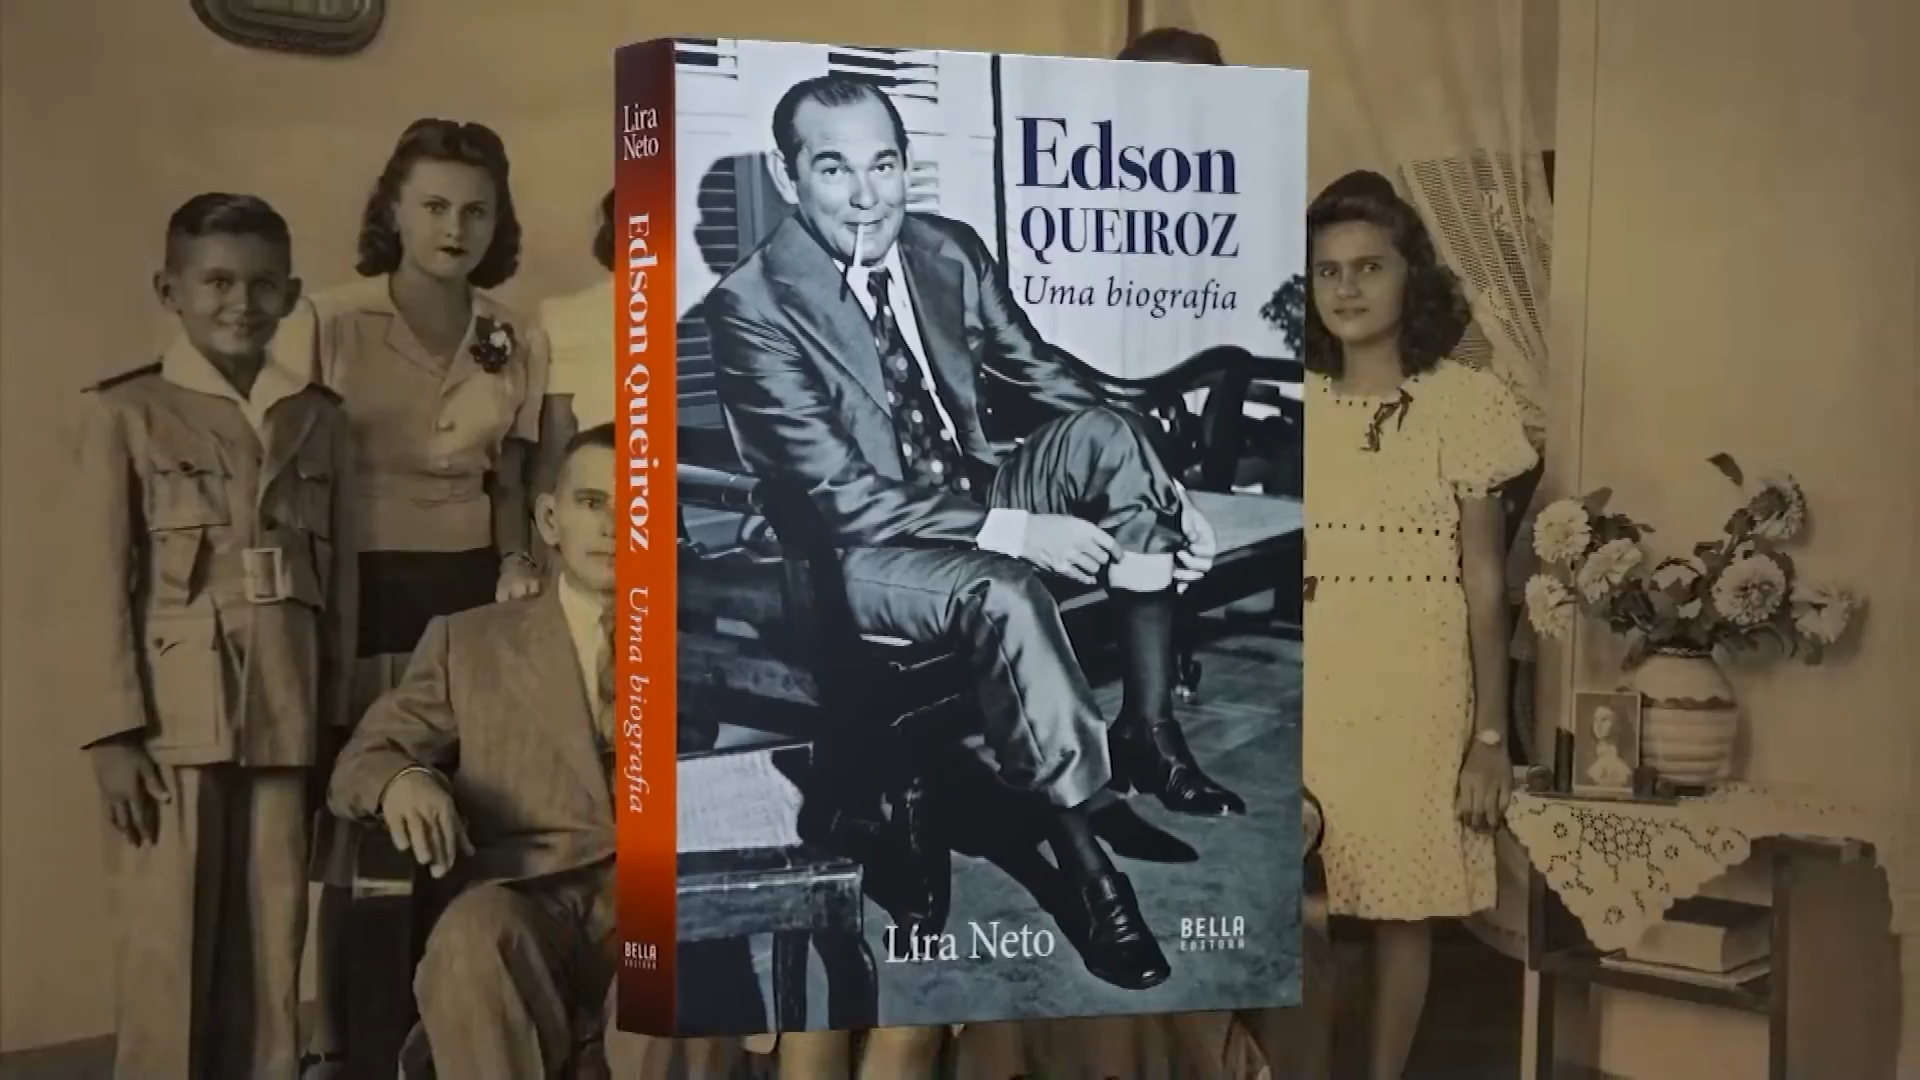 Lira
Neto
Edson Queiroz Uma biografia
BELLA
EDITORA
Edson
QUEIROZ
Uma biografia
Lira Neto
BELLA
EDITORA